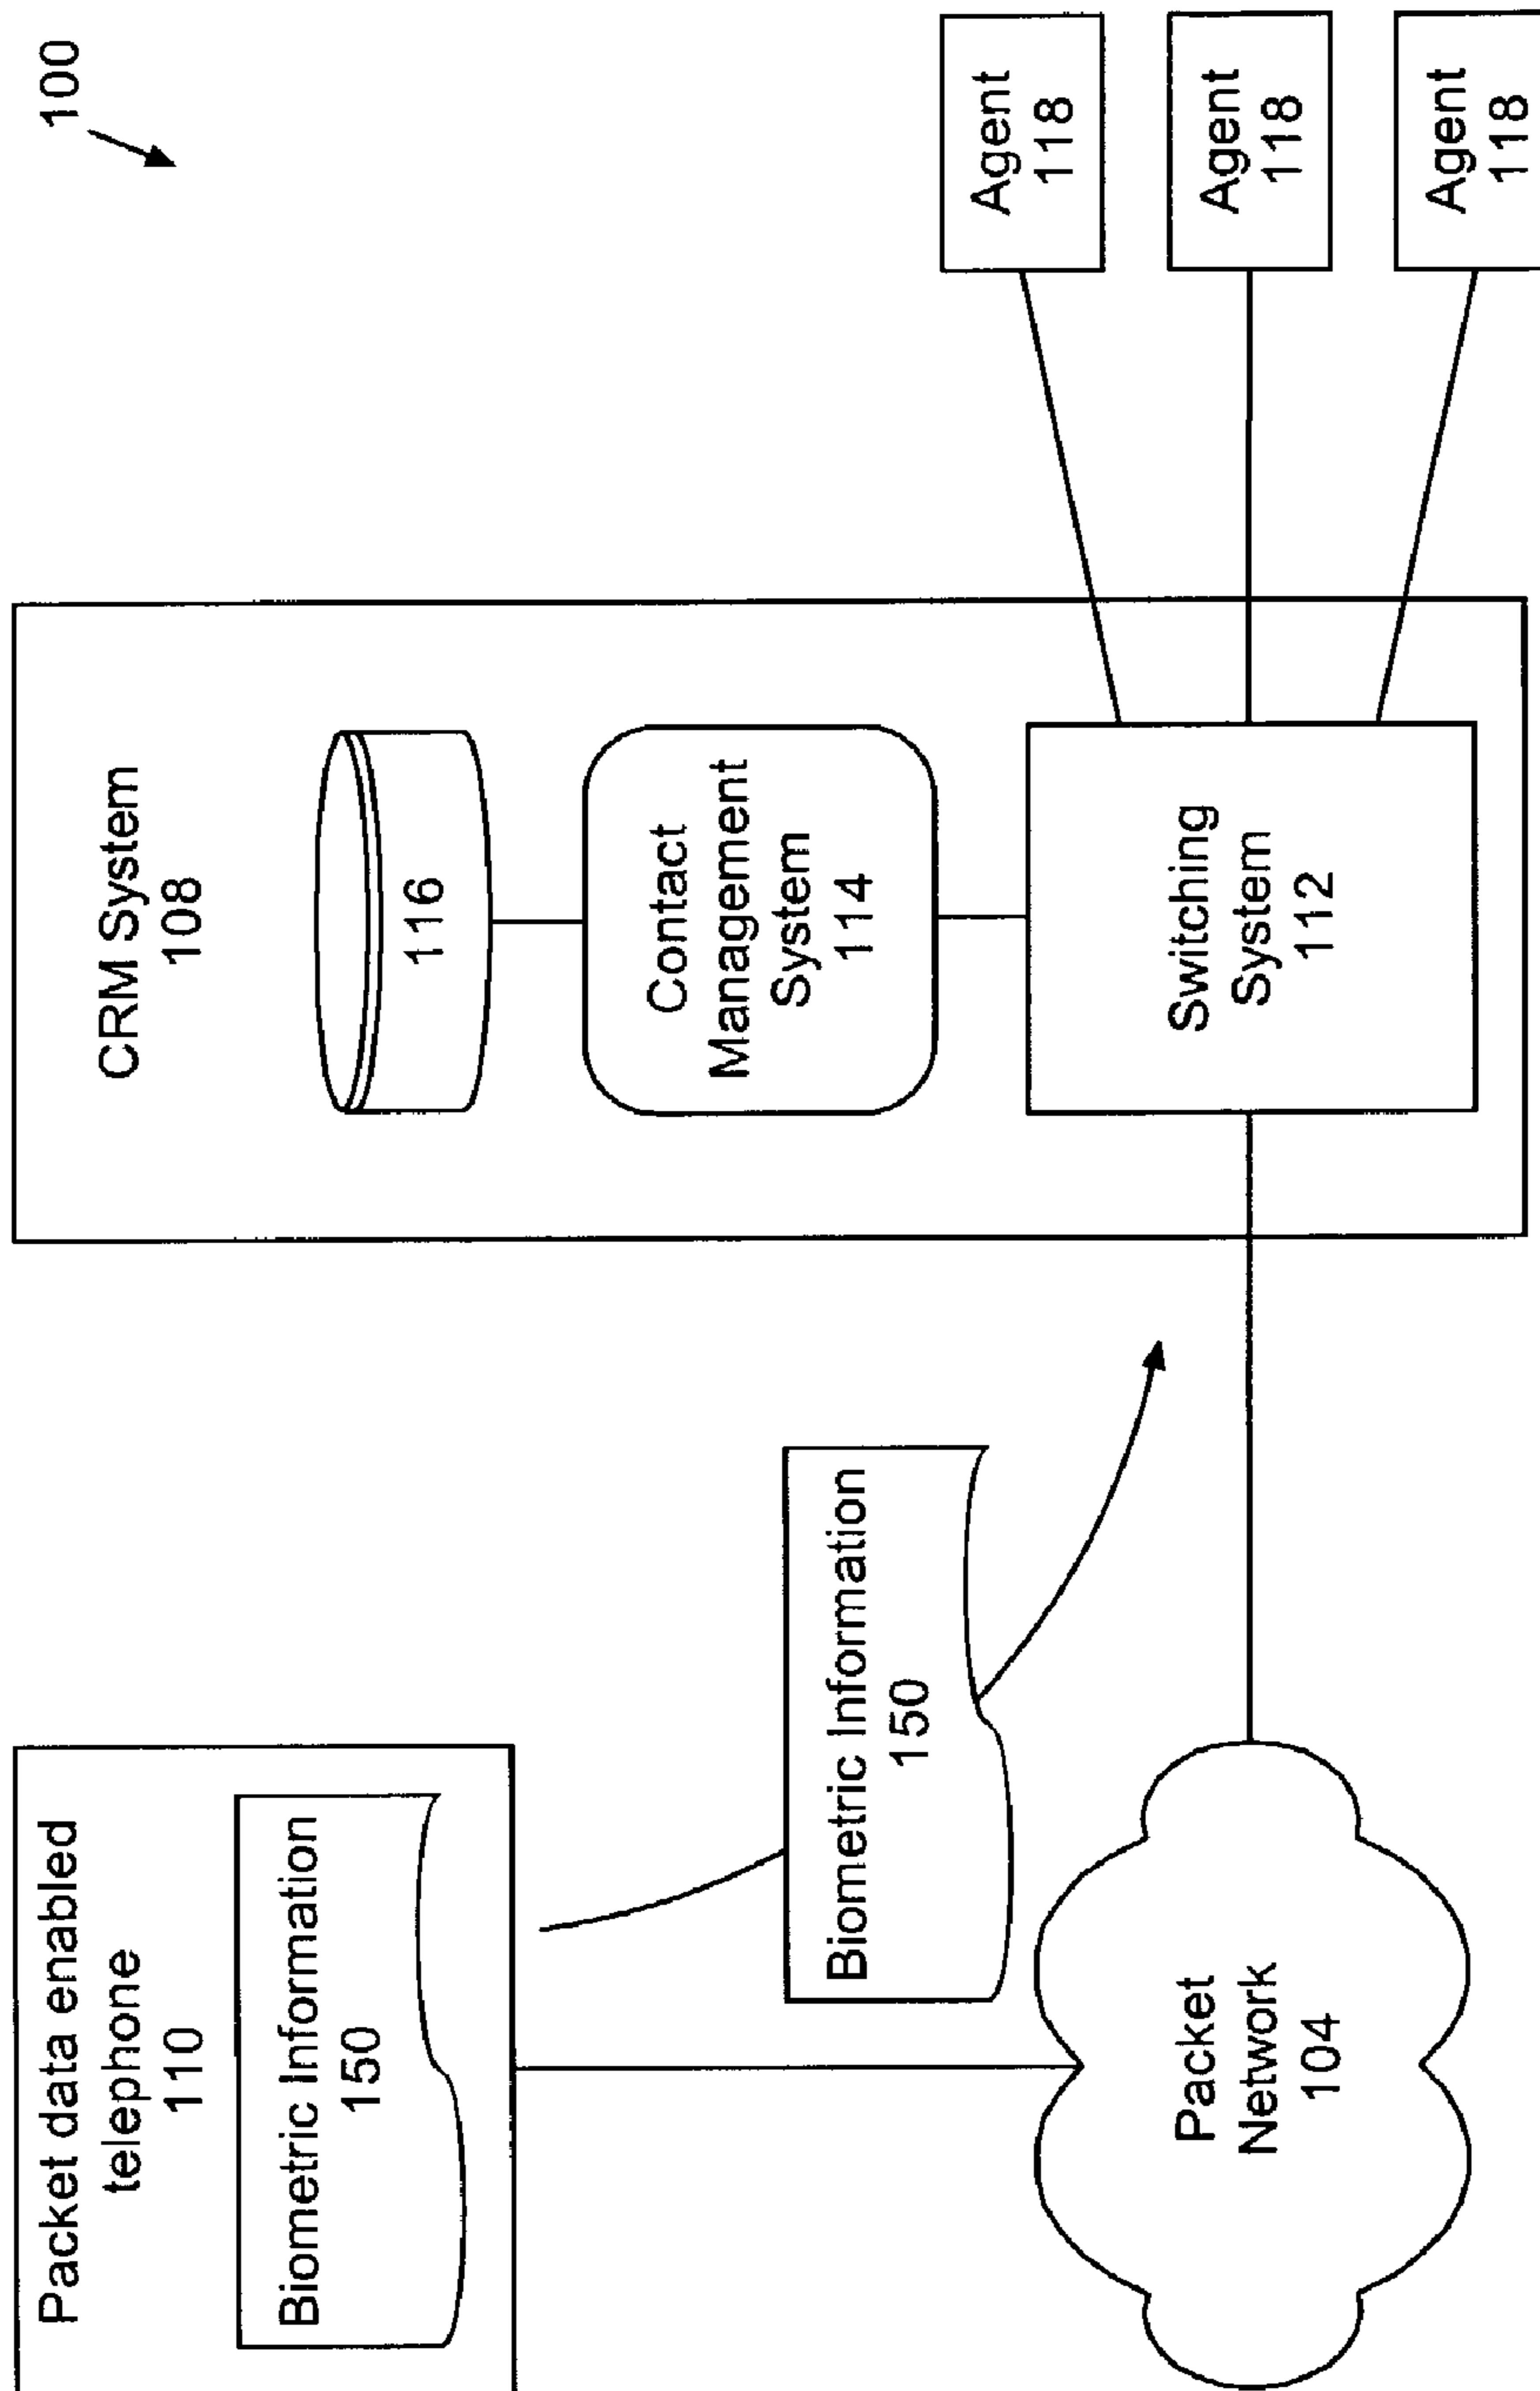 100
Packet data enabled
telephone
110
Biometric Information
150
Biometric Information
150
Packet
Network
104
CRM System
108
116
Contact
Management
System
114
Switching
System
112
Agent
118
Agent
118
Agent
118